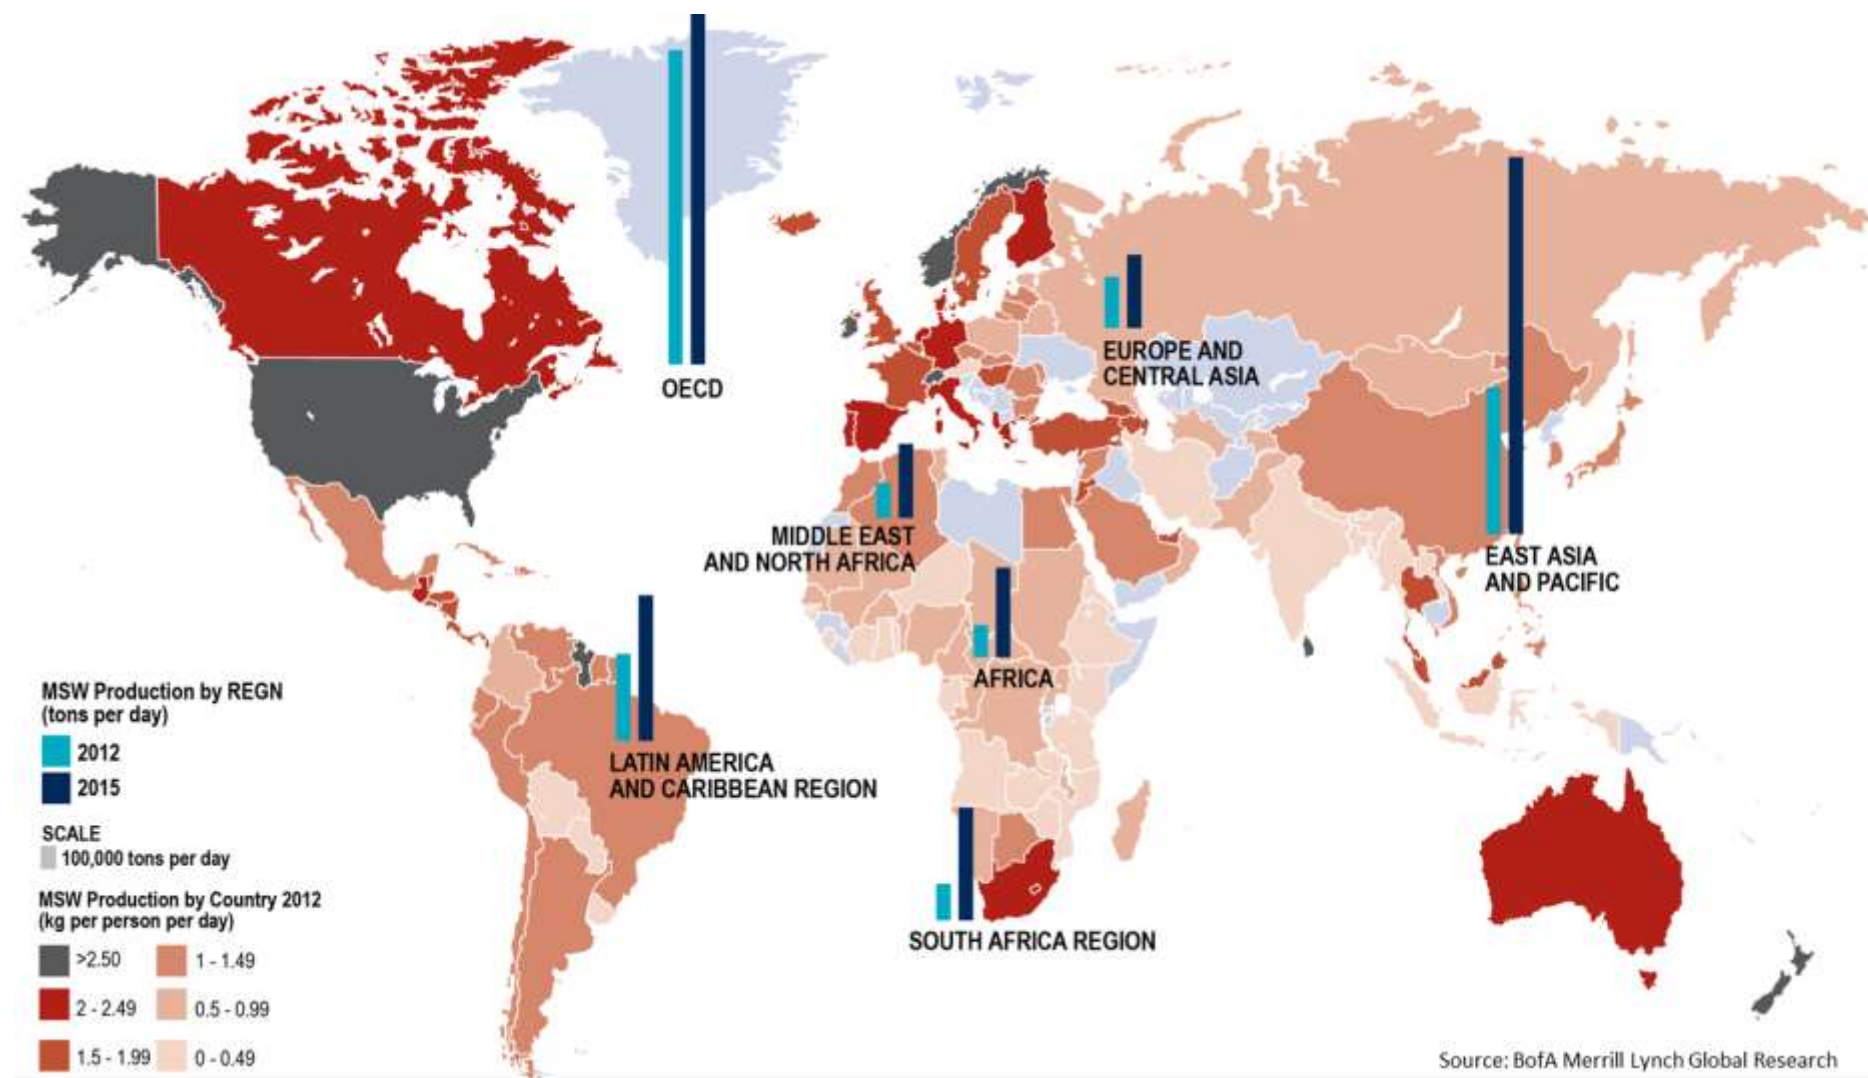 OECD
EUROPE AND
CENTRAL ASIA
MIDDLE EAST
AND NORTH AFRICA
EAST ASIA
AND PACIFIC
AFRICA
LATIN AMERICA
AND CARIBBEAN REGION
SOUTH AFRICA REGION
MSW Production by REGN
(tons per day)
2012
2015
SCALE
100,000 tons per day
MSW Production by Country 2012
(kg per person per day)
>2.50
1 - 1.49
2 - 2.49
0.5 - 0.99
1.5 - 1.99
0 - 0.49
Source: BofA Merrill Lynch Global Research